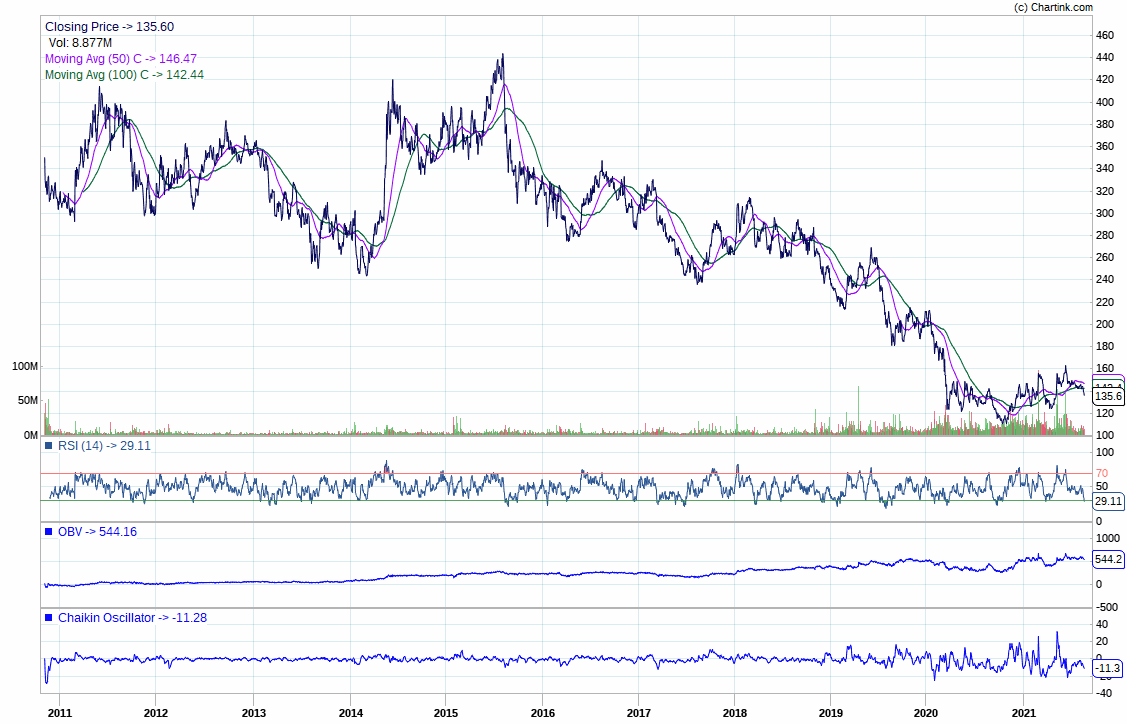 (c) Chartink.com
Closing Price -> 135.60
Vol: 8.877M
Moving Avg (50) C -> 146.47
Moving Avg (100) C -> 142.44
460
440
420
400
380
360
340
320
300
280
260
240
220
200
180
160
135.6
120
100
100M
50M
0M
RSI (14) -> 29.11
100
70
50
29.11
0
OBV -> 544.16
1000
544.2
0
-500
Chaikin Oscillator -> -11.28
40
20
0
-11.3
-40
2011 2012 2013 2014 2015 2016 2017 2018 2019 2020 2021